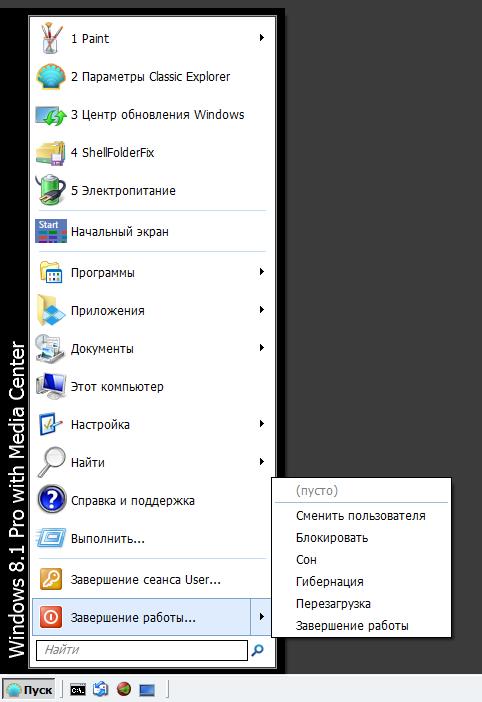 1 Paint
2 Параметры Classic Explorer
3 Центр обновления Windows
4 ShellFolderFix
5 Электропитание
Start
Начальный экран
Программы
Приложения
Документы
Этот компьютер
Настройка
Найти
Справка и поддержка
Выполнить...
Завершение сеанса User...
Завершение работы...
Найти
Windows 8.1 Pro with Media Center
(пусто)
Сменить пользователя
Блокировать
Сон
Гибернация
Перезагрузка
Завершение работы
Пуск
C:\.